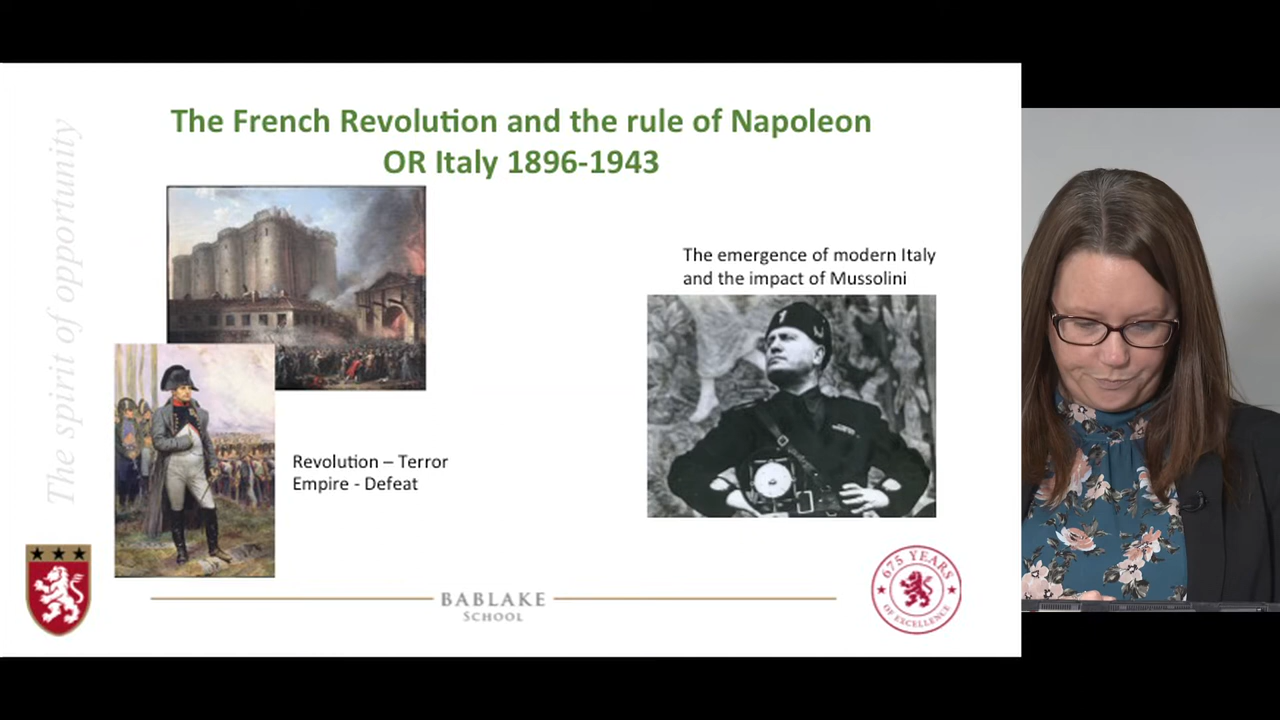 The French Revolution and the rule of Napoleon
OR Italy 1896-1943
The spirit of opportunity
The emergence of modern Italy
and the impact of Mussolini
Revolution – Terror
Empire - Defeat
BABLAKE
SCHOOL
675 YEARS
OF EXCELLENCE